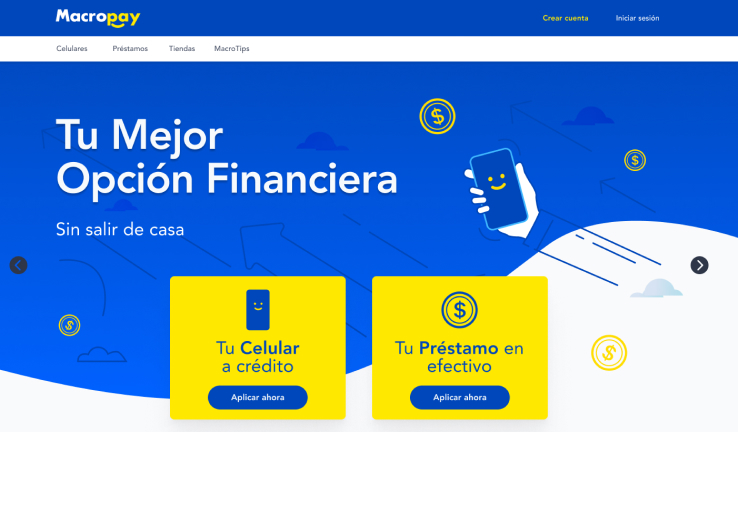 Macropay
Crear cuenta
Iniciar sesión
Celulares
Préstamos
Tiendas
MacroTips
Tu Mejor
Opción Financiera
Sin salir de casa
Tu Celular
a crédito
Aplicar ahora
$
Tu Préstamo en
efectivo
Aplicar ahora
$
$
$
$